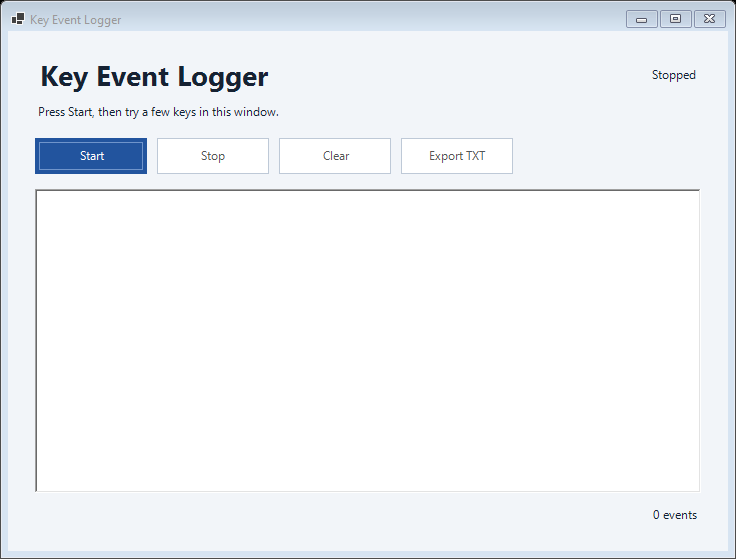 Key Event Logger
Key Event Logger
Stopped
Press Start, then try a few keys in this window.
Start
Stop
Clear
Export TXT
0 events